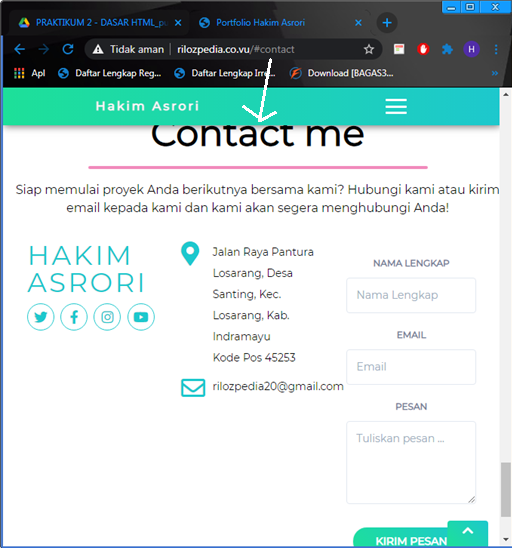 PRAKTIKUM 2 - DASAR HTML_pu
Portfolio Hakim Asrori
Tidak aman
rilozpedia.co.vu/#contact
H
Apl
Daftar Lengkap Reg...
Daftar Lengkap Irre...
Download [BAGAS3...
Hakim Asrori
Contact me
Siap memulai proyek Anda berikutnya bersama kami? Hubungi kami atau kirim
email kepada kami dan kami akan segera menghubungi Anda!
HAKIM
ASRORI
Jalan Raya Pantura
Losarang, Desa
Santing, Kec.
Losarang, Kab.
Indramayu
Kode Pos 45253
rilozpedia20@gmail.com
NAMA LENGKAP
Nama Lengkap
EMAIL
Email
PESAN
Tuliskan pesan ...
KIRIM PESAN